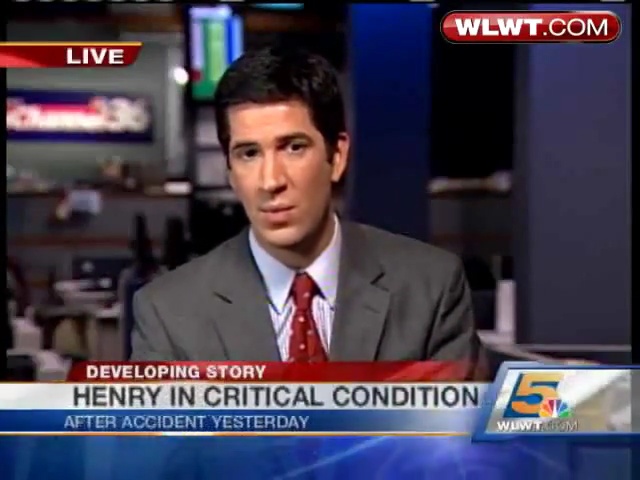 WLWT.COM
LIVE
DEVELOPING STORY
HENRY IN CRITICAL CONDITION
AFTER ACCIDENT YESTERDAY
5
WLWT.COM